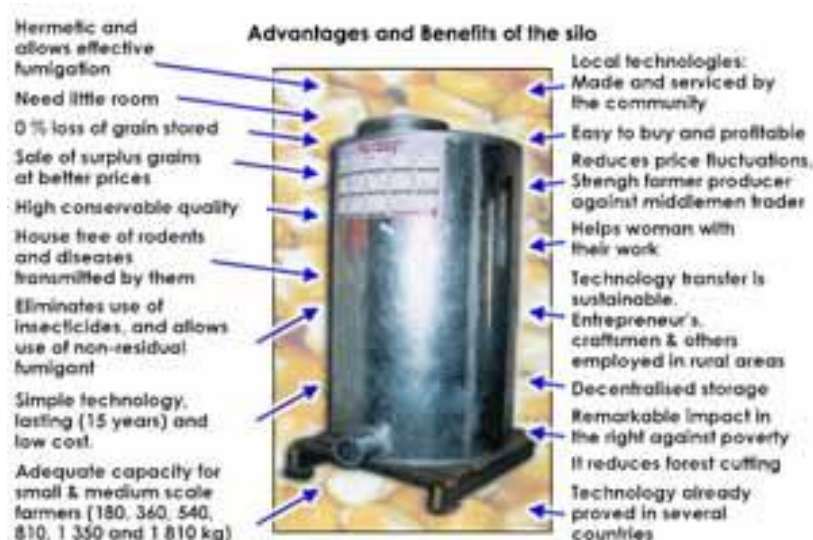 Advantages and Benefits of the silo
Hermetic and
allows effective
fumigation
Need little room
0 % loss of grain stored
Sale of surplus grains
at better prices
High conservable quality
House free of rodents
and diseases
transmitted by them
Eliminates use of
insecticides, and allows
use of non-residual
fumigant
Simple technology,
lasting (15 years) and
low cost.
Adequate capacity for
small & medium scale
farmers (180, 360, 540,
810, 1 350 and 1 810 kg)
Local technologies:
Made and serviced by
the community
Easy to buy and profitable
Reduces price fluctuations,
Strengh farmer producer
against middlemen trader
Helps woman with
their work
Technology transfer is
sustainable.
Entrepreneur's,
craftsmen & others
employed in rural areas
Decentralised storage
Remarkable impact in
the right against poverty
It reduces forest cutting
Technology already
proved in several
countries